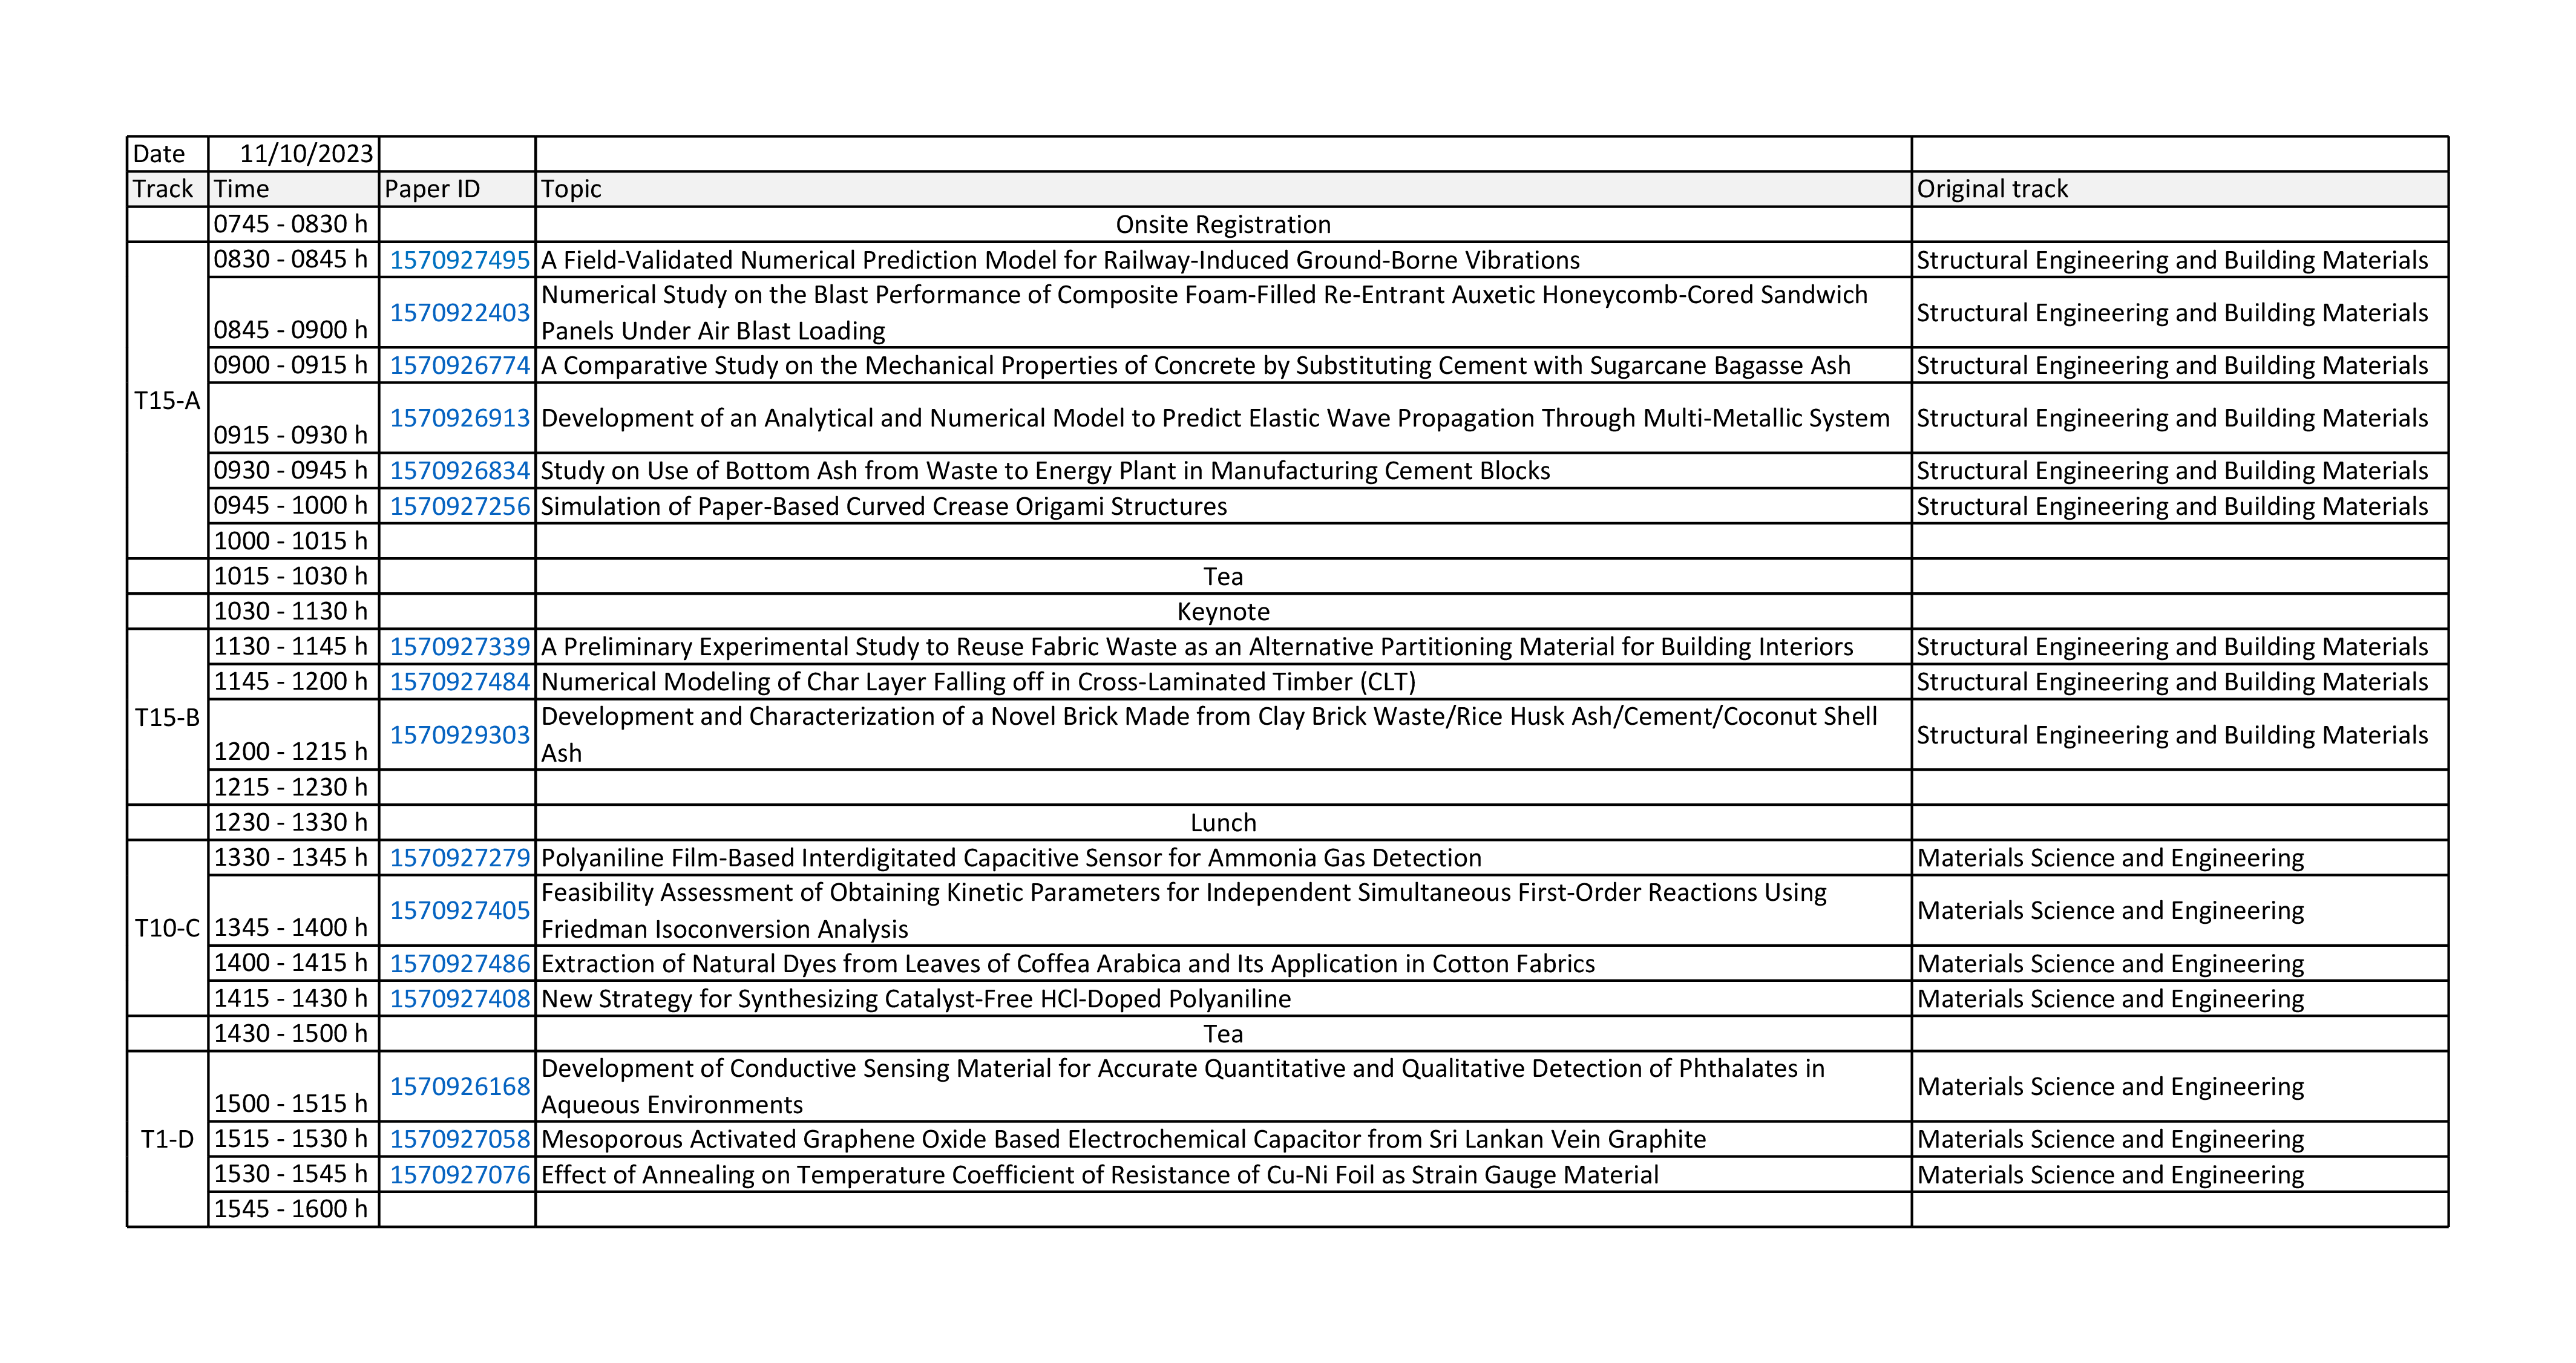 Date 11/10/2023
Track Time Paper ID Topic Original track
0745 - 0830 h Onsite Registration
T15-A
0830 - 0845 h 1570927495 A Field-Validated Numerical Prediction Model for Railway-Induced Ground-Borne Vibrations Structural Engineering and Building Materials
0845 - 0900 h 1570922403 Numerical Study on the Blast Performance of Composite Foam-Filled Re-Entrant Auxetic Honeycomb-Cored Sandwich
Panels Under Air Blast Loading Structural Engineering and Building Materials
0900 - 0915 h 1570926774 A Comparative Study on the Mechanical Properties of Concrete by Substituting Cement with Sugarcane Bagasse Ash Structural Engineering and Building Materials
0915 - 0930 h 1570926913 Development of an Analytical and Numerical Model to Predict Elastic Wave Propagation Through Multi-Metallic System Structural Engineering and Building Materials
0930 - 0945 h 1570926834 Study on Use of Bottom Ash from Waste to Energy Plant in Manufacturing Cement Blocks Structural Engineering and Building Materials
0945 - 1000 h 1570927256 Simulation of Paper-Based Curved Crease Origami Structures Structural Engineering and Building Materials
1000 - 1015 h
1015 - 1030 h Tea
1030 - 1130 h Keynote
T15-B
1130 - 1145 h 1570927339 A Preliminary Experimental Study to Reuse Fabric Waste as an Alternative Partitioning Material for Building Interiors Structural Engineering and Building Materials
1145 - 1200 h 1570927484 Numerical Modeling of Char Layer Falling off in Cross-Laminated Timber (CLT) Structural Engineering and Building Materials
1200 - 1215 h 1570929303 Development and Characterization of a Novel Brick Made from Clay Brick Waste/Rice Husk Ash/Cement/Coconut Shell
Ash Structural Engineering and Building Materials
1215 - 1230 h
1230 - 1330 h Lunch
T10-C
1330 - 1345 h 1570927279 Polyaniline Film-Based Interdigitated Capacitive Sensor for Ammonia Gas Detection Materials Science and Engineering
1345 - 1400 h 1570927405 Feasibility Assessment of Obtaining Kinetic Parameters for Independent Simultaneous First-Order Reactions Using
Friedman Isoconversion Analysis Materials Science and Engineering
1400 - 1415 h 1570927486 Extraction of Natural Dyes from Leaves of Coffea Arabica and Its Application in Cotton Fabrics Materials Science and Engineering
1415 - 1430 h 1570927408 New Strategy for Synthesizing Catalyst-Free HCl-Doped Polyaniline Materials Science and Engineering
1430 - 1500 h Tea
T1-D
1500 - 1515 h 1570926168 Development of Conductive Sensing Material for Accurate Quantitative and Qualitative Detection of Phthalates in
Aqueous Environments Materials Science and Engineering
1515 - 1530 h 1570927058 Mesoporous Activated Graphene Oxide Based Electrochemical Capacitor from Sri Lankan Vein Graphite Materials Science and Engineering
1530 - 1545 h 1570927076 Effect of Annealing on Temperature Coefficient of Resistance of Cu-Ni Foil as Strain Gauge Material Materials Science and Engineering
1545 - 1600 h